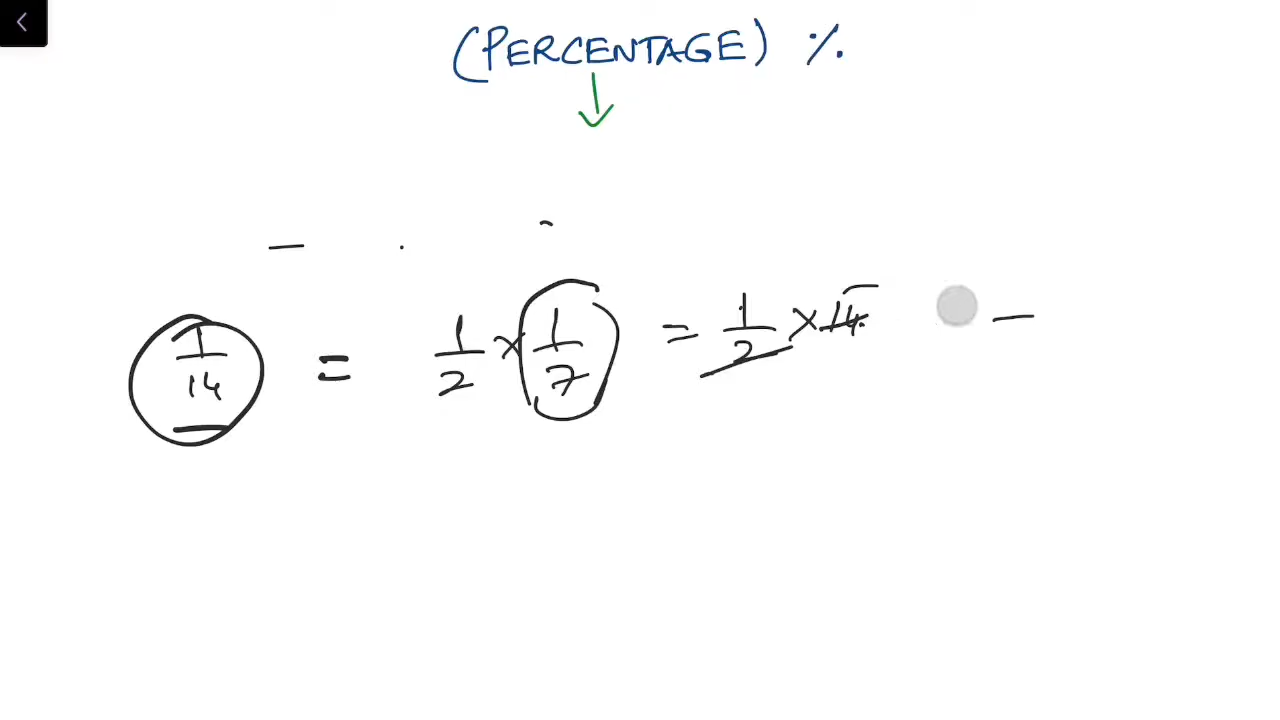 (PERCENTAGE) %
1/14 = 1/2 × 1/7 = 1/2 × 14.